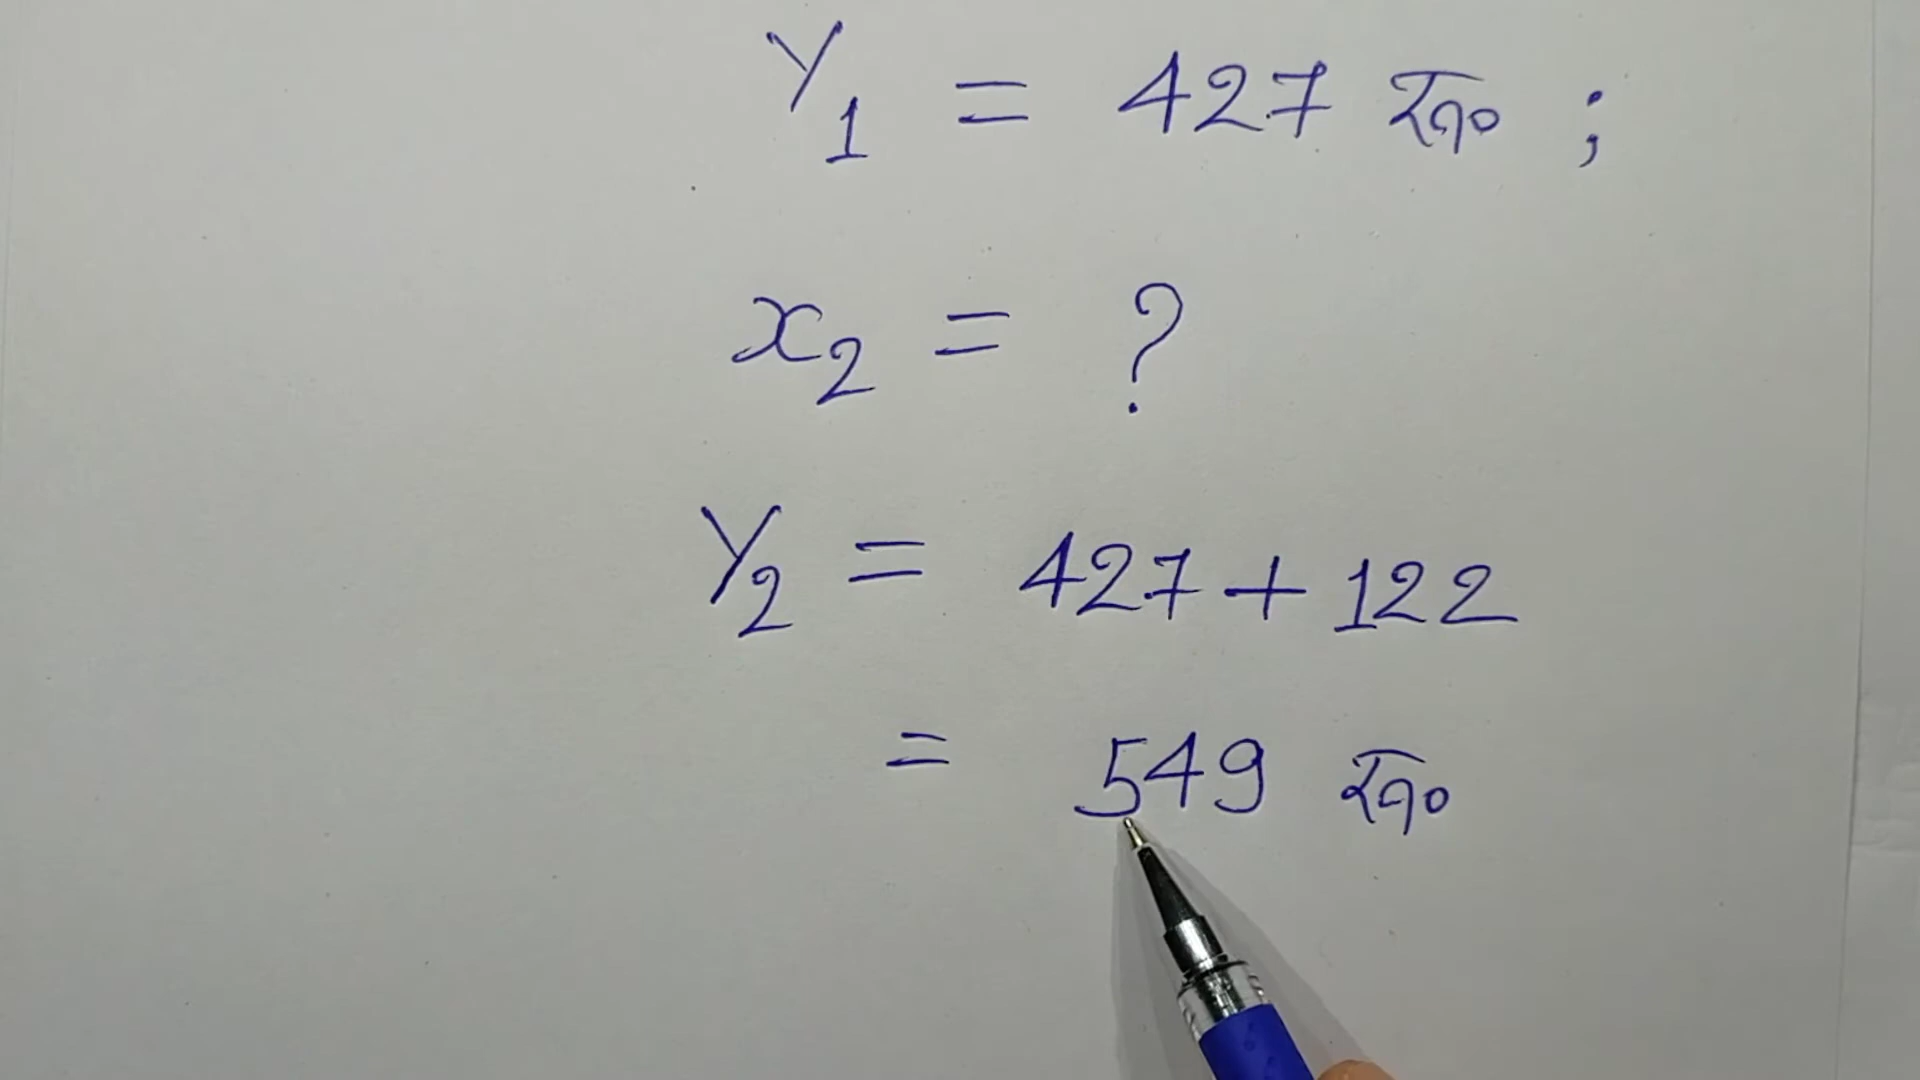 Y₁ = 427 रू० ;
x₂ = ?
Y₂ = 427 + 122
= 549 रू०